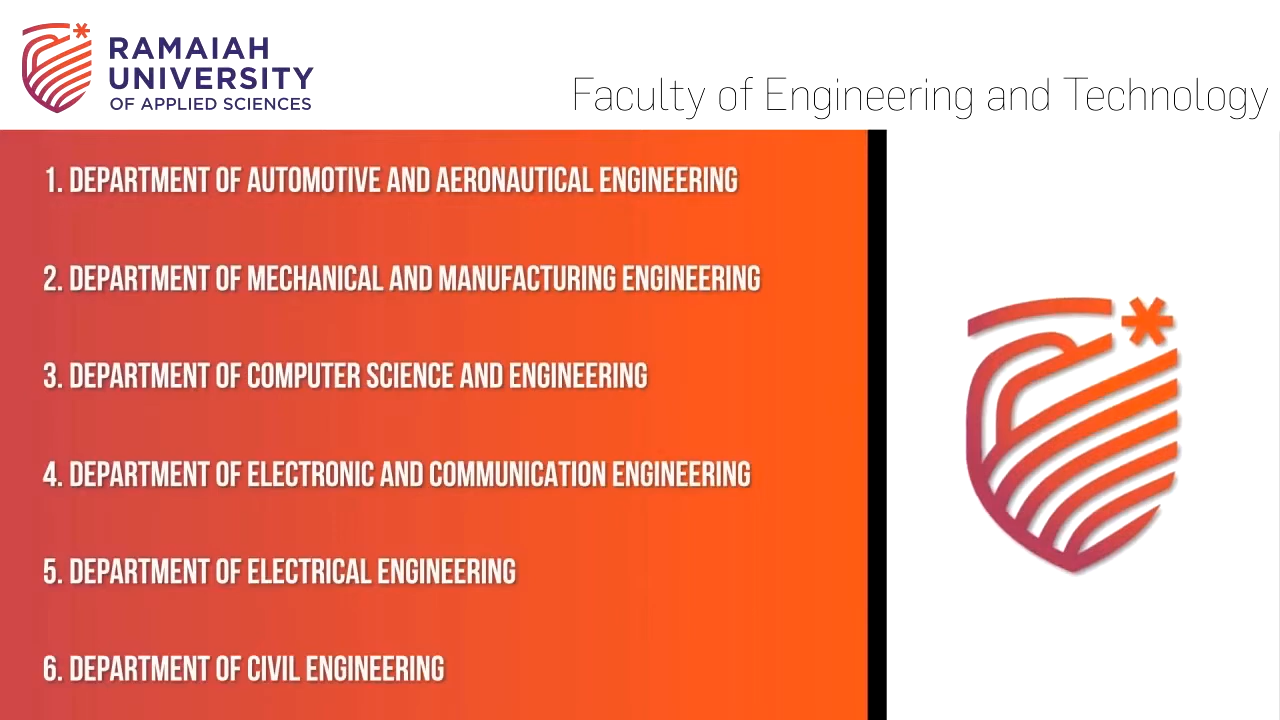 RAMAIAH
UNIVERSITY
OF APPLIED SCIENCES
Faculty of Engineering and Technology
1. DEPARTMENT OF AUTOMOTIVE AND AERONAUTICAL ENGINEERING
2. DEPARTMENT OF MECHANICAL AND MANUFACTURING ENGINEERING
3. DEPARTMENT OF COMPUTER SCIENCE AND ENGINEERING
4. DEPARTMENT OF ELECTRONIC AND COMMUNICATION ENGINEERING
5. DEPARTMENT OF ELECTRICAL ENGINEERING
6. DEPARTMENT OF CIVIL ENGINEERING